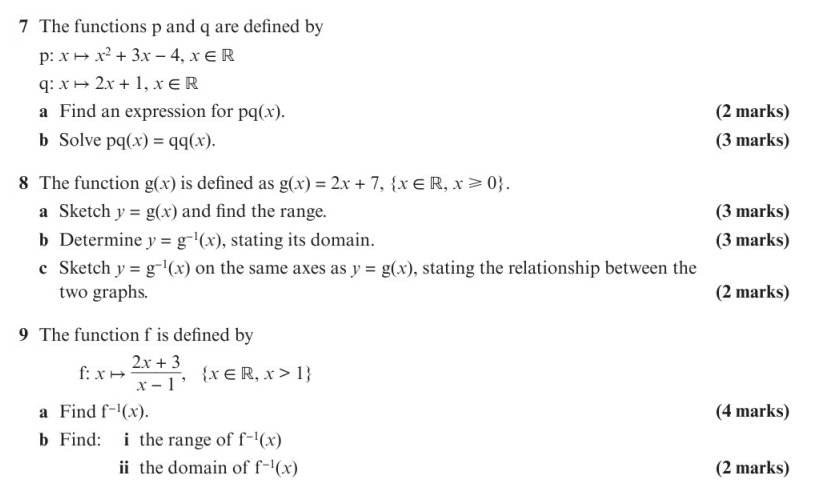 7 The functions p and q are defined by
p: x ↦ x² + 3x – 4, x ∈ ℝ
q: x ↦ 2x + 1, x ∈ ℝ
a Find an expression for pq(x). (2 marks)
b Solve pq(x) = qq(x). (3 marks)
8 The function g(x) is defined as g(x) = 2x + 7, {x ∈ ℝ, x ⩾ 0}.
a Sketch y = g(x) and find the range. (3 marks)
b Determine y = g⁻¹(x), stating its domain. (3 marks)
c Sketch y = g⁻¹(x) on the same axes as y = g(x), stating the relationship between the
two graphs. (2 marks)
9 The function f is defined by
f: x ↦ (2x + 3)/(x – 1), {x ∈ ℝ, x > 1}
a Find f⁻¹(x). (4 marks)
b Find: i the range of f⁻¹(x)
ii the domain of f⁻¹(x) (2 marks)